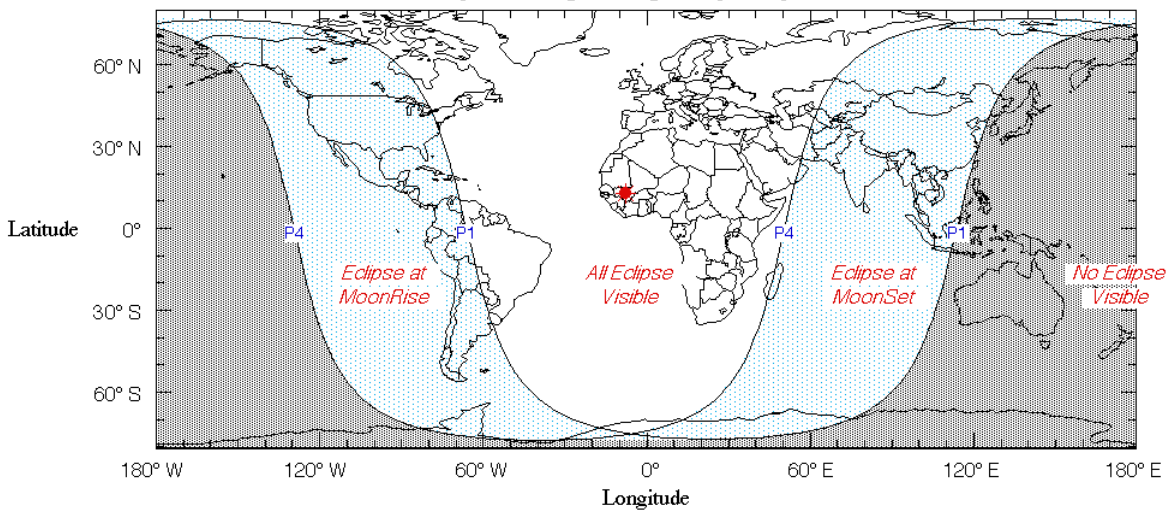 60° N
30° N
Latitude
0°
P4
P1
P4
P1
Eclipse at
MoonRise
All Eclipse
Visible
Eclipse at
MoonSet
No Eclipse
Visible
30° S
60° S
180° W
120° W
60° W
0°
60° E
120° E
180° E
Longitude